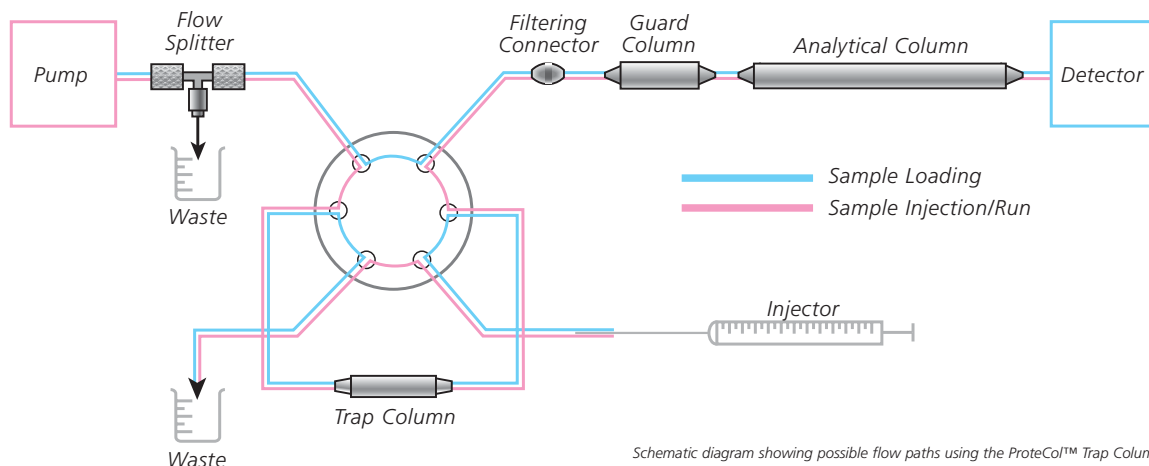 Flow
Splitter
Pump
Waste
Filtering
Connector
Guard
Column
Analytical Column
Detector
Sample Loading
Sample Injection/Run
Injector
Trap Column
Waste
Schematic diagram showing possible flow paths using the ProteCol™ Trap Colum